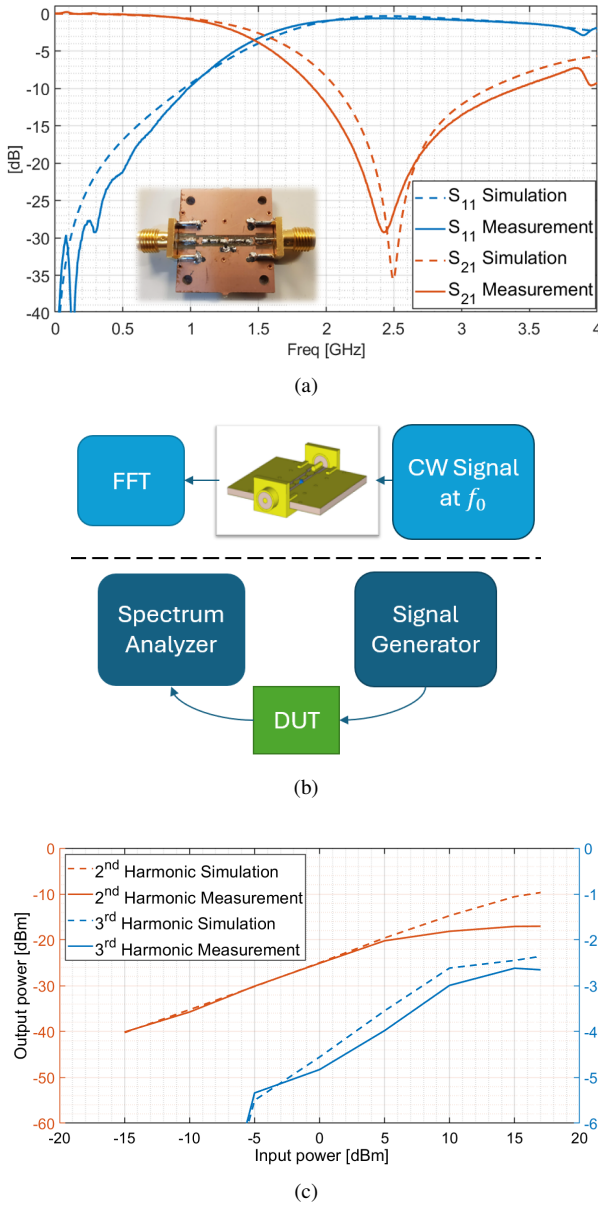 0
-5
-10
-15
-20
-25
-30
-35
-40
[dB]
0 0.5 1 1.5 2 2.5 3 3.5 4
Freq [GHz]
S11 Simulation
S11 Measurement
S21 Simulation
S21 Measurement
(a)
FFT
CW Signal
at f0
Spectrum
Analyzer
Signal
Generator
DUT
(b)
2nd Harmonic Simulation
2nd Harmonic Measurement
3rd Harmonic Simulation
3rd Harmonic Measurement
Output power [dBm]
0
-10
-20
-30
-40
-50
-60
0
-1
-2
-3
-4
-5
-6
-20 -15 -10 -5 0 5 10 15 20
Input power [dBm]
(c)